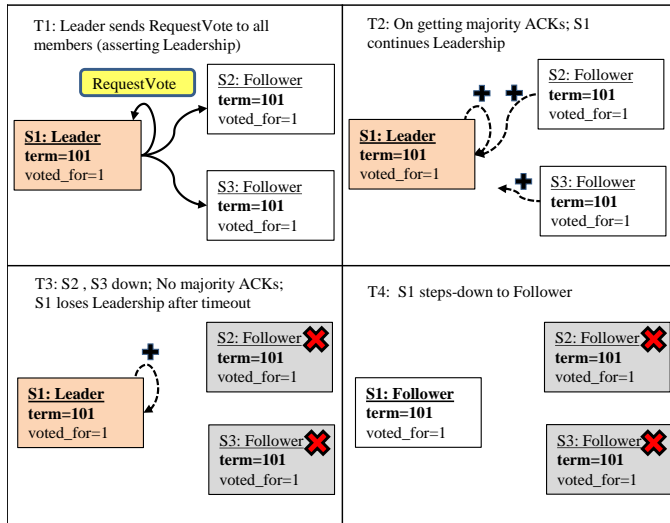 T1: Leader sends RequestVote to all
members (asserting Leadership)
RequestVote
S1: Leader
term=101
voted_for=1
S2: Follower
term=101
voted_for=1
S3: Follower
term=101
voted_for=1
T2: On getting majority ACKs; S1
continues Leadership
S1: Leader
term=101
voted_for=1
S2: Follower
term=101
voted_for=1
S3: Follower
term=101
voted_for=1
T3: S2 , S3 down; No majority ACKs;
S1 loses Leadership after timeout
S1: Leader
term=101
voted_for=1
S2: Follower
term=101
voted_for=1
S3: Follower
term=101
voted_for=1
T4: S1 steps-down to Follower
S1: Follower
term=101
voted_for=1
S2: Follower
term=101
voted_for=1
S3: Follower
term=101
voted_for=1